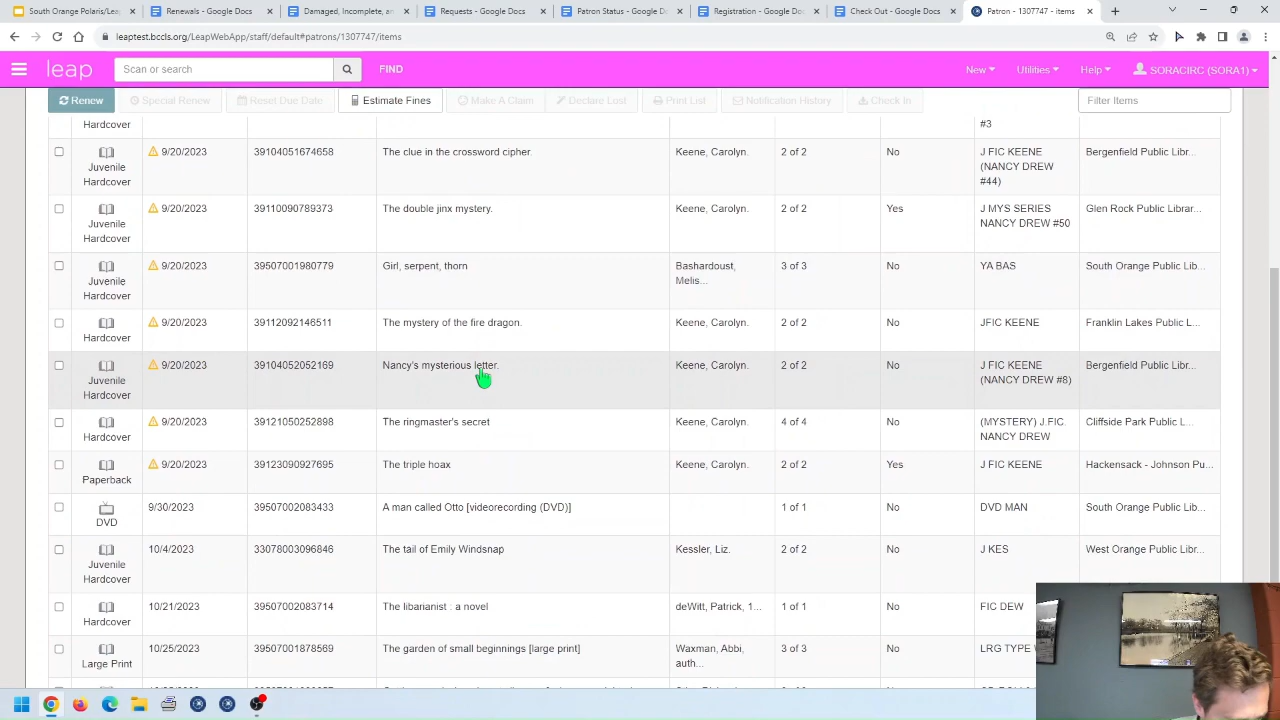 South Orange Polaris/Leap
Renewals - Google Docs
Damaged, Incomplete, an
Requests - Google Docs
Patron Status - Google Do
Registration - Google Doc
Check Out - Google Docs
Patron - 1307747 - items
leaptest.bccls.org/LeapWebApp/staff/default#patrons/1307747/items
leap
Scan or search
FIND
New
Utilities
Help
SORACIRC (SORA1)
Renew
Special Renew
Reset Due Date
Estimate Fines
Make A Claim
Declare Lost
Print List
Notification History
Check In
Filter Items
Hardcover
#3
Juvenile Hardcover 9/20/2023 39104051674658 The clue in the crossword cipher. Keene, Carolyn. 2 of 2 No J FIC KEENE (NANCY DREW #44) Bergenfield Public Libr...
Juvenile Hardcover 9/20/2023 39110090789373 The double jinx mystery. Keene, Carolyn. 2 of 2 Yes J MYS SERIES NANCY DREW #50 Glen Rock Public Librar...
Juvenile Hardcover 9/20/2023 39507001980779 Girl, serpent, thorn Bashardoust, Melis... 3 of 3 No YA BAS South Orange Public Lib...
Hardcover 9/20/2023 39112092146511 The mystery of the fire dragon. Keene, Carolyn. 2 of 2 No JFIC KEENE Franklin Lakes Public L...
Juvenile Hardcover 9/20/2023 39104052052169 Nancy's mysterious letter. Keene, Carolyn. 2 of 2 No J FIC KEENE (NANCY DREW #8) Bergenfield Public Libr...
Hardcover 9/20/2023 39121050252898 The ringmaster's secret Keene, Carolyn. 4 of 4 No (MYSTERY) J.FIC. NANCY DREW Cliffside Park Public L...
Paperback 9/20/2023 39123090927695 The triple hoax Keene, Carolyn. 2 of 2 Yes J FIC KEENE Hackensack - Johnson Pu...
DVD 9/30/2023 39507002083433 A man called Otto [videorecording (DVD)] 1 of 1 No DVD MAN South Orange Public Lib...
Juvenile Hardcover 10/4/2023 33078003096846 The tail of Emily Windsnap Kessler, Liz. 2 of 2 No J KES West Orange Public Libr...
Hardcover 10/21/2023 39507002083714 The librarianist : a novel deWitt, Patrick, 1... 1 of 1 No FIC DEW
Large Print 10/25/2023 39507001878569 The garden of small beginnings [large print] Waxman, Abbi, auth... 3 of 3 No LRG TYPE